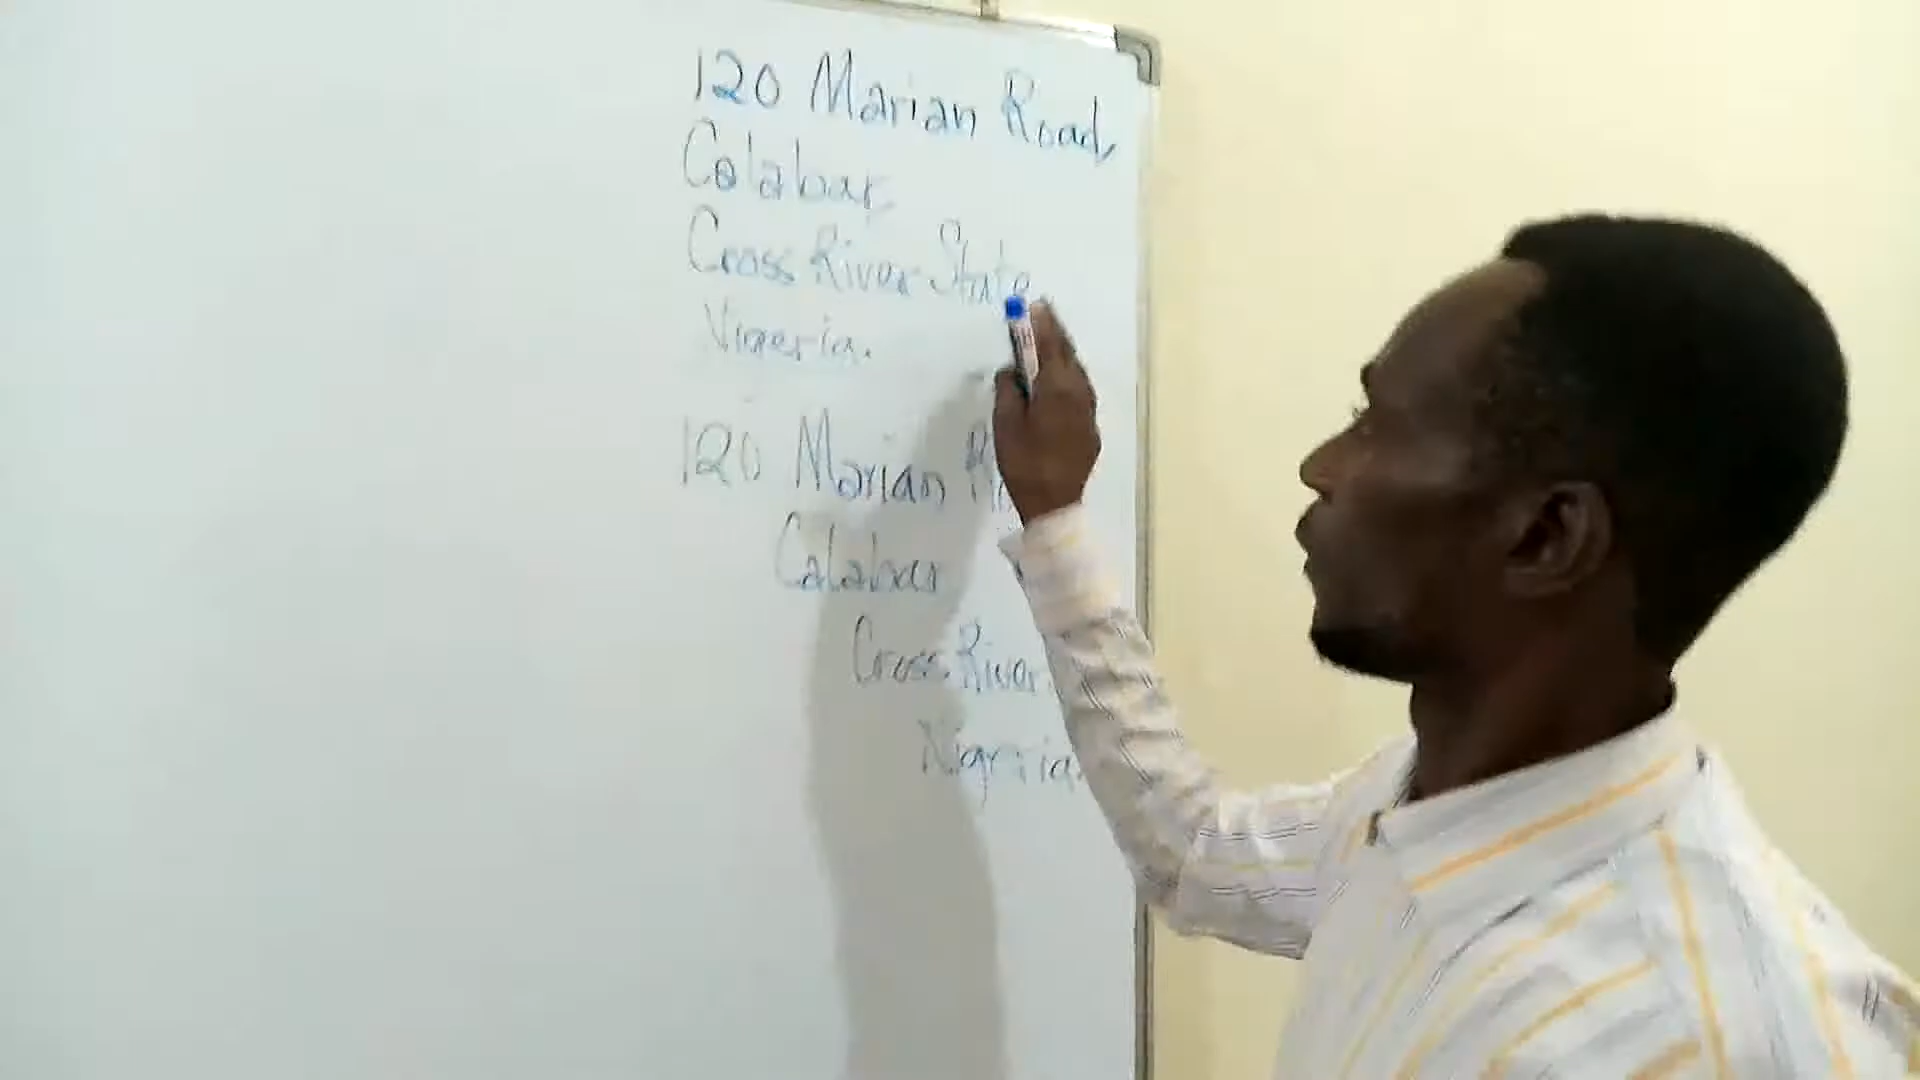 120 Marian Road,
Calabar,
Cross River State
Nigeria.
120 Marian
Calabar
Cross River
Nigeria.